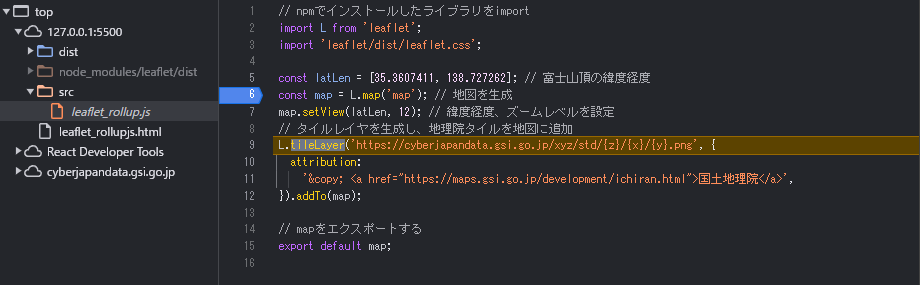 top
127.0.0.1:5500
dist
node_modules/leaflet/dist
src
leaflet_rollup.js
leaflet_rollupjs.html
React Developer Tools
cyberjapandata.gsi.go.jp
1 // npmでインストールしたライブラリをimport
2 import L from 'leaflet';
3 import 'leaflet/dist/leaflet.css';
4
5 const latLen = [35.3607411, 138.727262]; // 富士山頂の緯度経度
6 const map = L.map('map'); // 地図を生成
7 map.setView(latLen, 12); // 緯度経度、ズームレベルを設定
8 // タイルレイヤを生成し、地理院タイルを地図に追加
9 L.tileLayer('https://cyberjapandata.gsi.go.jp/xyz/std/{z}/{x}/{y}.png', {
10 attribution:
11 '&copy; <a href="https://maps.gsi.go.jp/development/ichiran.html">国土地理院</a>',
12 }).addTo(map);
13
14 // mapをエクスポートする
15 export default map;
16